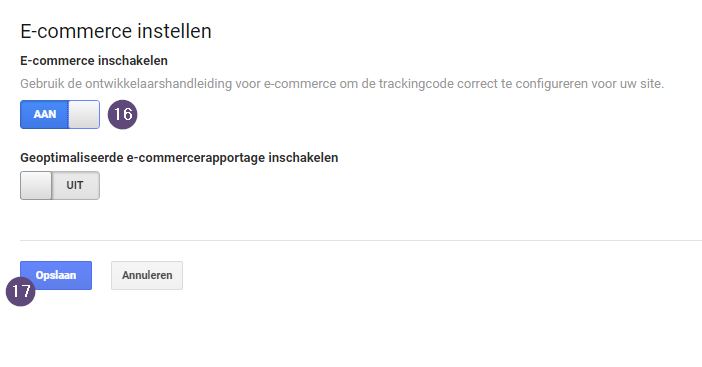 E-commerce instellen
E-commerce inschakelen
Gebruik de ontwikkelaarshandleiding voor e-commerce om de trackingcode correct te configureren voor uw site.
AAN 16
Geoptimaliseerde e-commercerapportage inschakelen
UIT
Opslaan Annuleren
17